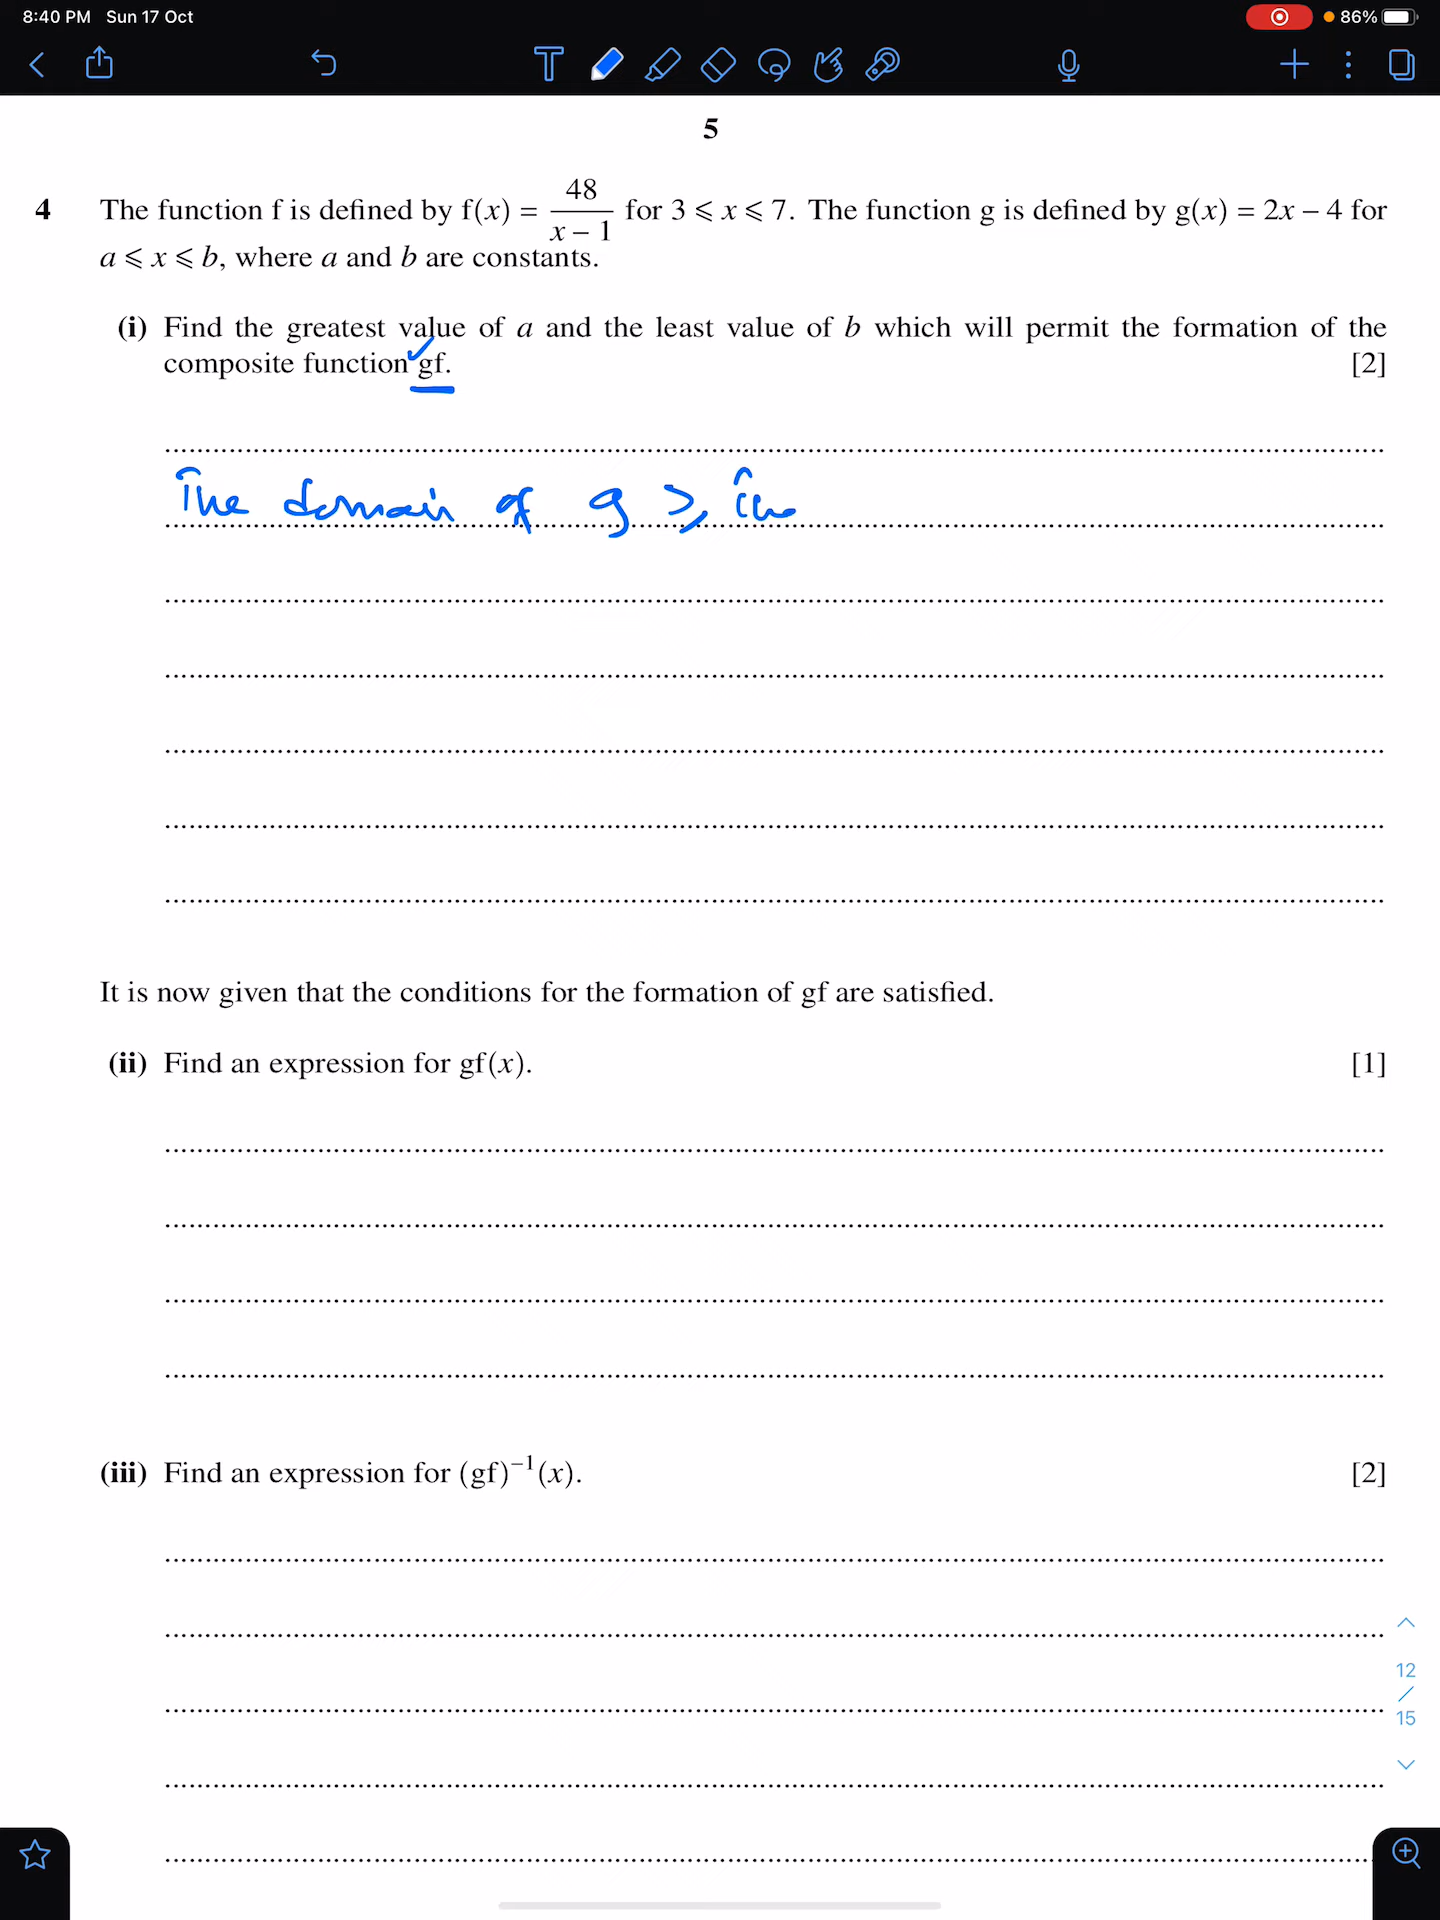 8:40 PM Sun 17 Oct
86%
5
4 The function f is defined by f(x) = 48/(x − 1) for 3 ⩽ x ⩽ 7. The function g is defined by g(x) = 2x − 4 for
a ⩽ x ⩽ b, where a and b are constants.
(i) Find the greatest value of a and the least value of b which will permit the formation of the
composite function gf. [2]
The domain of g ⩾ the
It is now given that the conditions for the formation of gf are satisfied.
(ii) Find an expression for gf(x). [1]
(iii) Find an expression for (gf)⁻¹(x). [2]
12
/
15